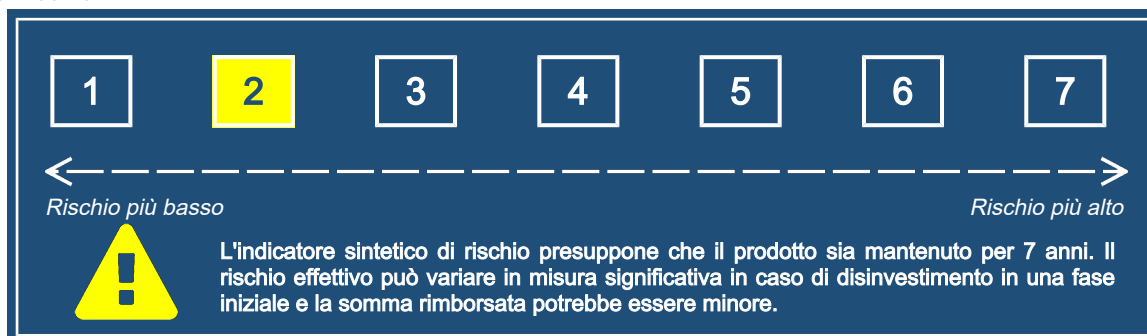 1 2 3 4 5 6 7
Rischio più basso Rischio più alto
L'indicatore sintetico di rischio presuppone che il prodotto sia mantenuto per 7 anni. Il
rischio effettivo può variare in misura significativa in caso di disinvestimento in una fase
iniziale e la somma rimborsata potrebbe essere minore.